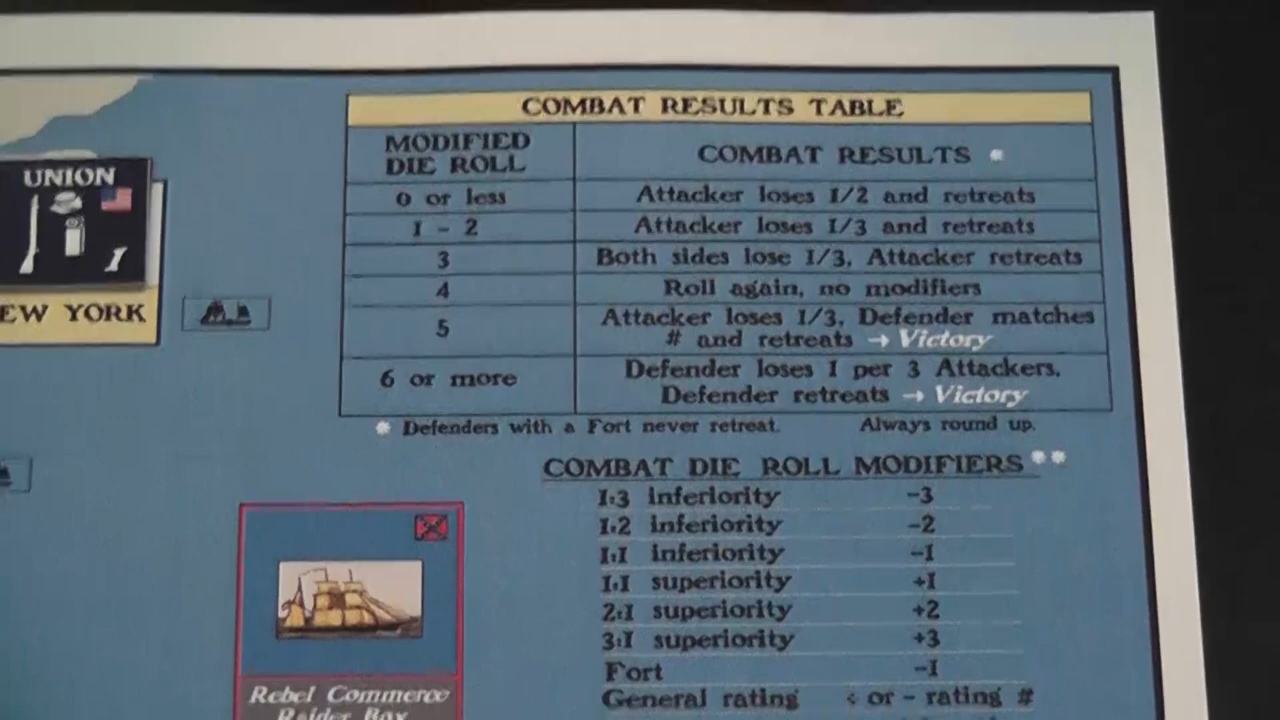 COMBAT RESULTS TABLE
MODIFIED
DIE ROLL
COMBAT RESULTS *
0 or less Attacker loses 1/2 and retreats
1 - 2 Attacker loses 1/3 and retreats
3 Both sides lose 1/3, Attacker retreats
4 Roll again, no modifiers
5 Attacker loses 1/3, Defender matches
# and retreats → Victory
6 or more Defender loses 1 per 3 Attackers.
Defender retreats → Victory
* Defenders with a Fort never retreat. Always round up.
UNION
1
EW YORK
COMBAT DIE ROLL MODIFIERS **
1:3 inferiority -3
1:2 inferiority -2
1:1 inferiority -1
1:1 superiority +1
2:1 superiority +2
3:1 superiority +3
Fort -1
General rating + or - rating #
Rebel Commerce
Raider Box